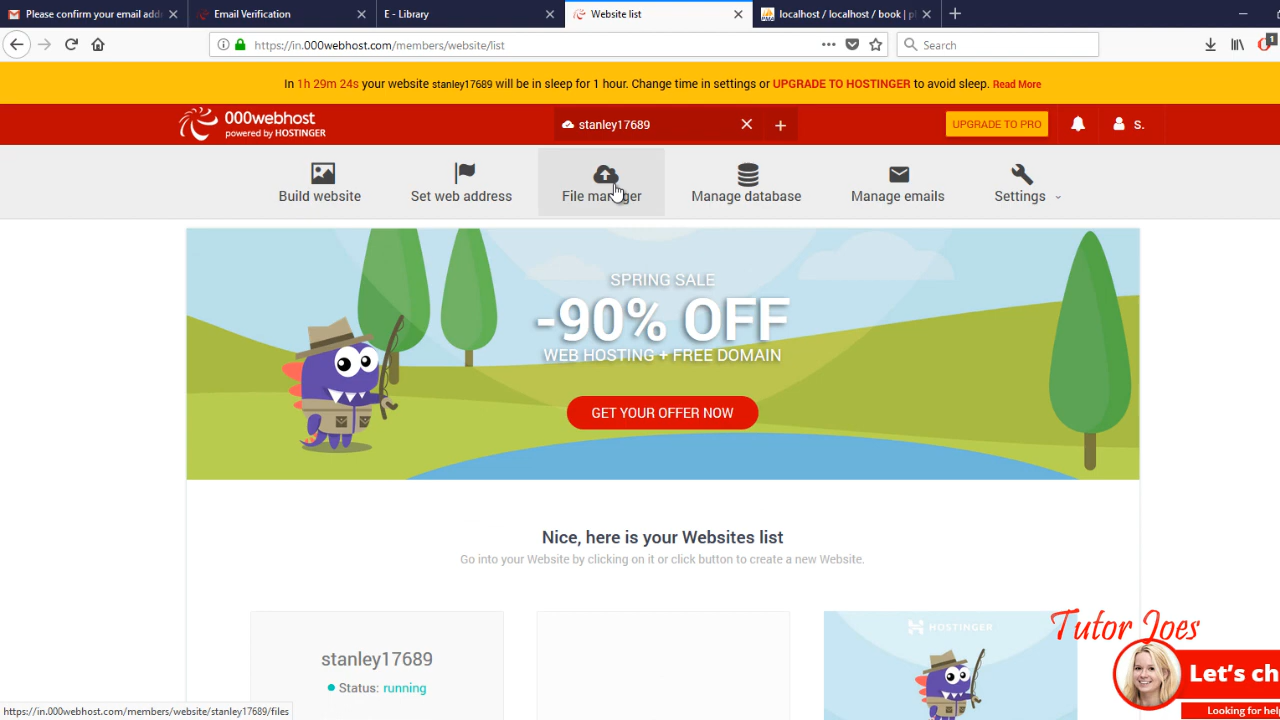 Please confirm your email add
Email Verification
E - Library
Website list
localhost / localhost / book | p
https://in.000webhost.com/members/website/list
Search
1
In 1h 29m 24s your website stanley17689 will be in sleep for 1 hour. Change time in settings or UPGRADE TO HOSTINGER to avoid sleep. Read More
000webhost
powered by HOSTINGER
stanley17689
UPGRADE TO PRO
S.
Build website
Set web address
File manager
Manage database
Manage emails
Settings
SPRING SALE
-90% OFF
WEB HOSTING + FREE DOMAIN
GET YOUR OFFER NOW
Nice, here is your Websites list
Go into your Website by clicking on it or click button to create a new Website.
HOSTINGER
Tutor Joes
stanley17689
Status: running
Let's ch
Looking for help
https://in.000webhost.com/members/website/stanley17689/files